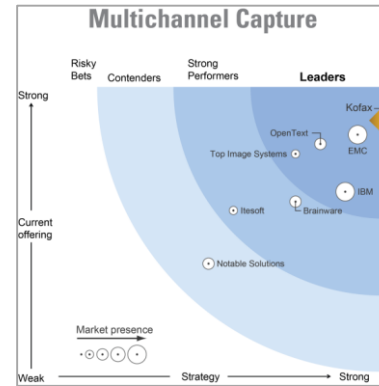 Multichannel Capture
Risky Bets
Contenders
Strong Performers
Leaders
Strong
Kofax
OpenText
EMC
Top Image Systems
IBM
Itesoft
Brainware
Current offering
Notable Solutions
Market presence
Weak
Strategy
Strong